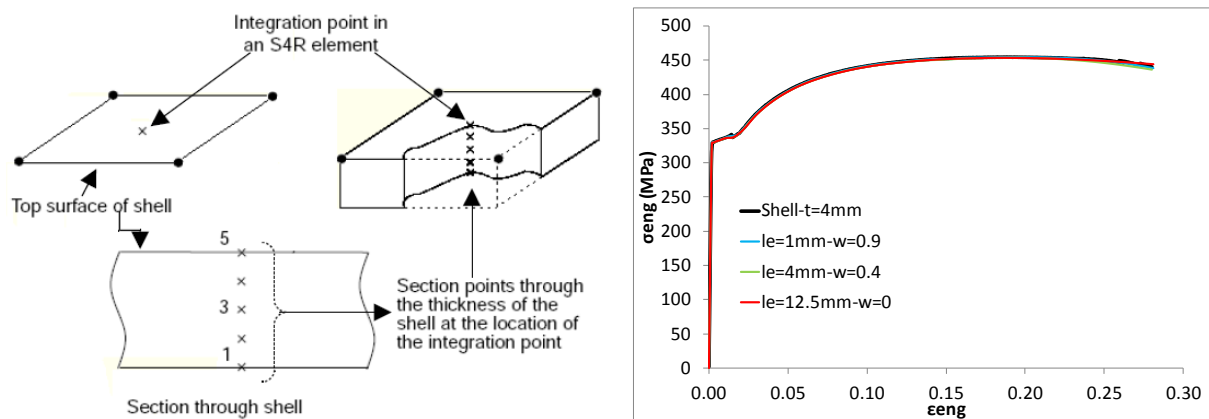 Integration point in
an S4R element
Top surface of shell
5
3
1
Section points through
the thickness of the
shell at the location of
the integration point
Section through shell
500
450
400
350
300
250
200
150
100
50
0
σeng (MPa)
Shell-t=4mm
le=1mm-w=0.9
le=4mm-w=0.4
le=12.5mm-w=0
0.00 0.05 0.10 0.15 0.20 0.25 0.30
εeng